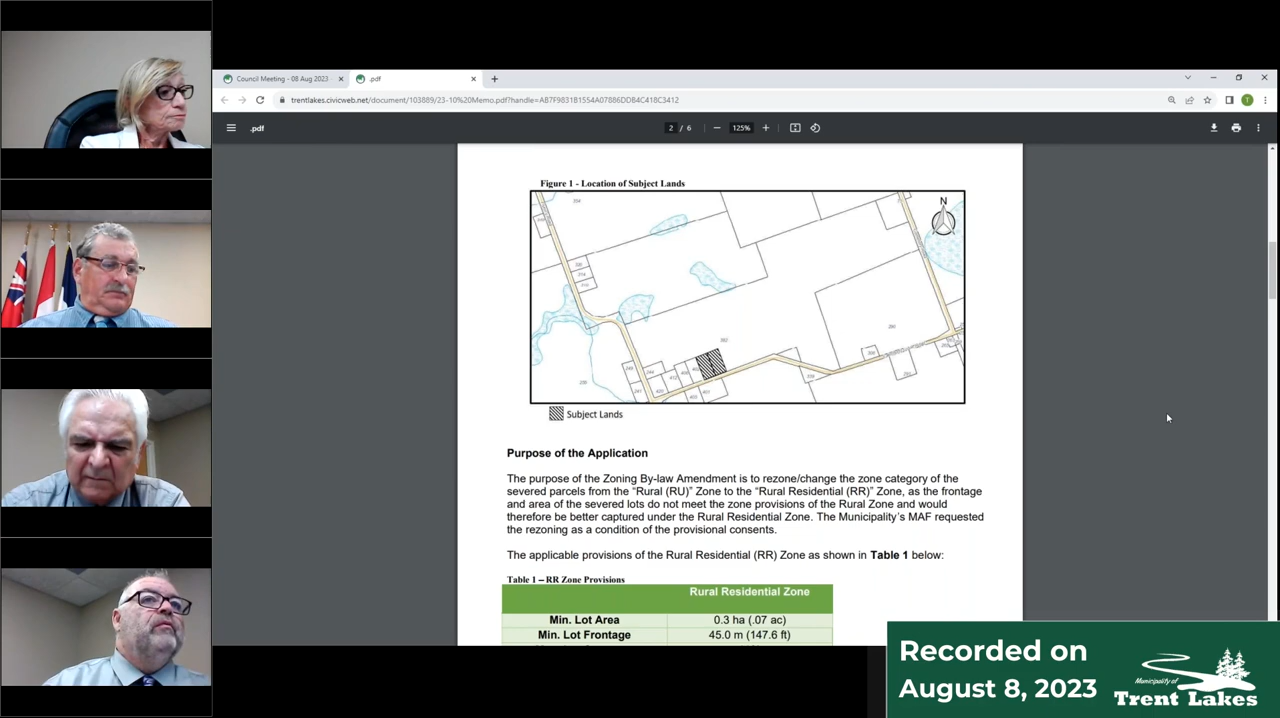 Council Meeting - 08 Aug 2023
.pdf
trentlakes.civicweb.net/document/103889/23-10%20Memo.pdf?handle=AB7F9831B1554A07886DDB4C418C3412
T
.pdf
2 / 6
125%
Figure 1 - Location of Subject Lands
N
Subject Lands
Purpose of the Application
The purpose of the Zoning By-law Amendment is to rezone/change the zone category of the
severed parcels from the “Rural (RU)” Zone to the “Rural Residential (RR)” Zone, as the frontage
and area of the severed lots do not meet the zone provisions of the Rural Zone and would
therefore be better captured under the Rural Residential Zone. The Municipality’s MAF requested
the rezoning as a condition of the provisional consents.
The applicable provisions of the Rural Residential (RR) Zone as shown in Table 1 below:
Table 1 – RR Zone Provisions
Rural Residential Zone
Min. Lot Area 0.3 ha (.07 ac)
Min. Lot Frontage 45.0 m (147.6 ft)
Recorded on
August 8, 2023
Municipality of
Trent Lakes